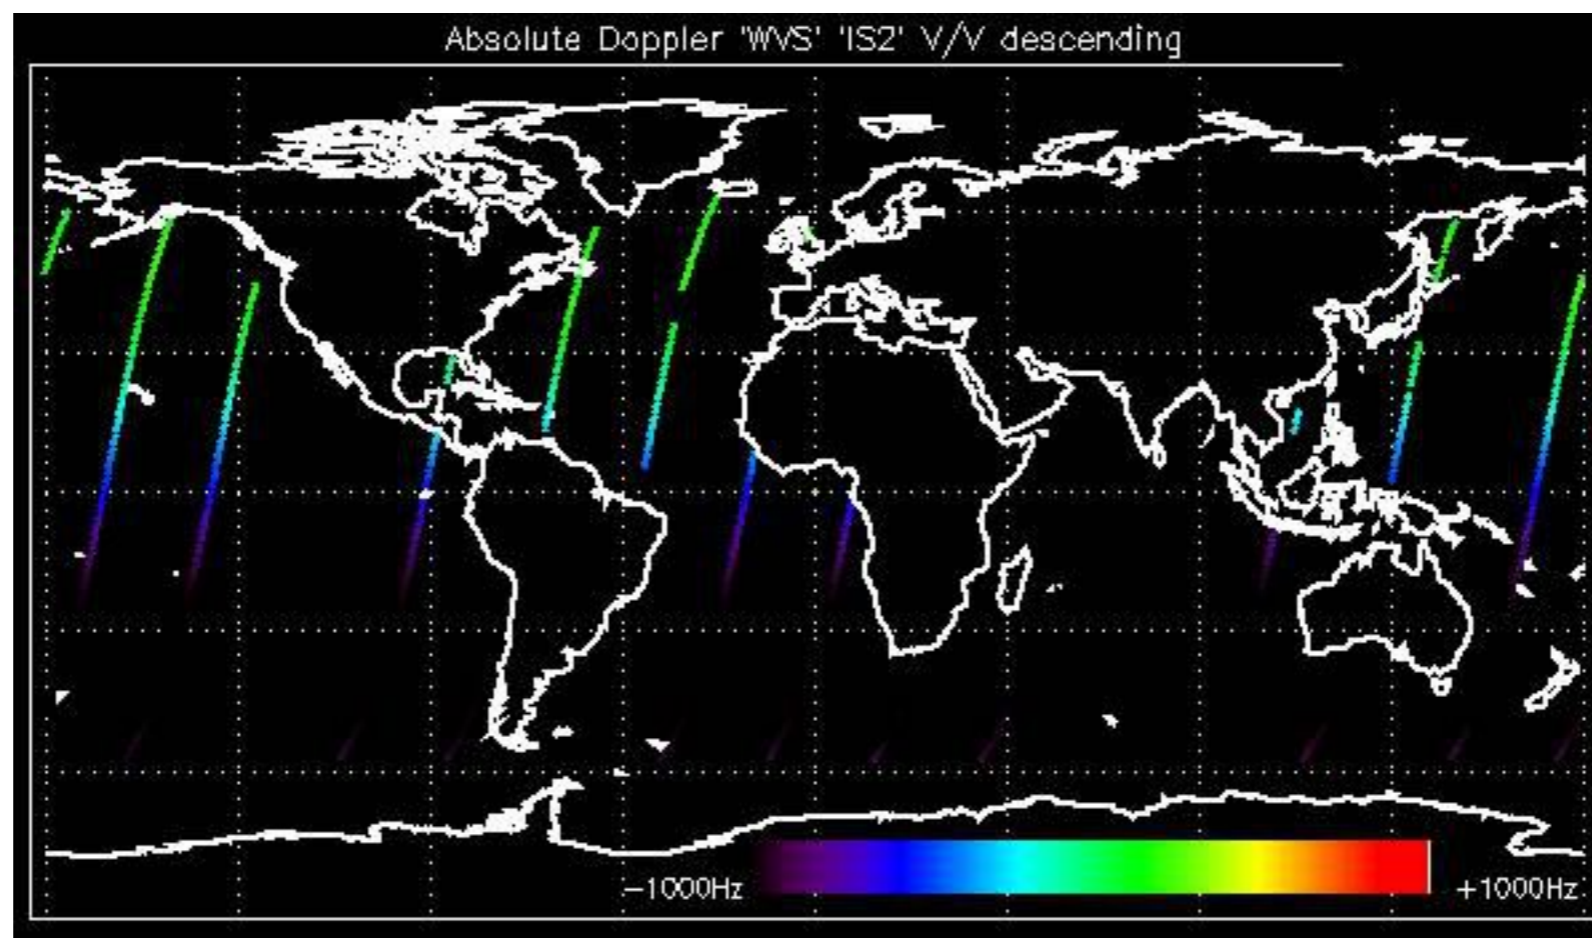 Absolute Doppler 'WVS' 'IS2' V/V descending
−1000Hz
+1000Hz